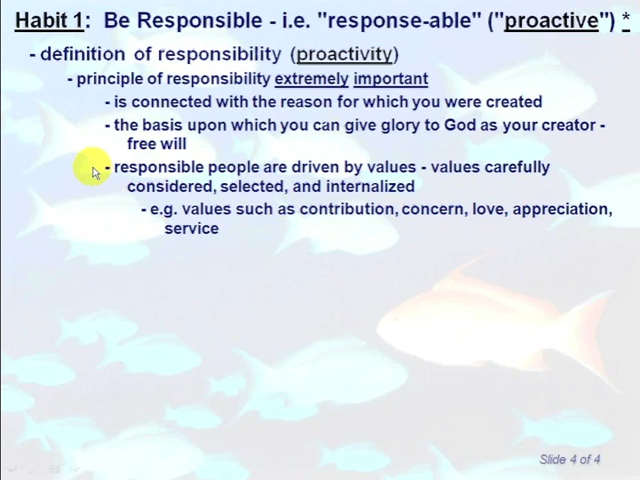 Habit 1: Be Responsible - i.e. "response-able" ("proactive") *
- definition of responsibility (proactivity)
- principle of responsibility extremely important
- is connected with the reason for which you were created
- the basis upon which you can give glory to God as your creator -
free will
- responsible people are driven by values - values carefully
considered, selected, and internalized
- e.g. values such as contribution, concern, love, appreciation,
service
Slide 4 of 4